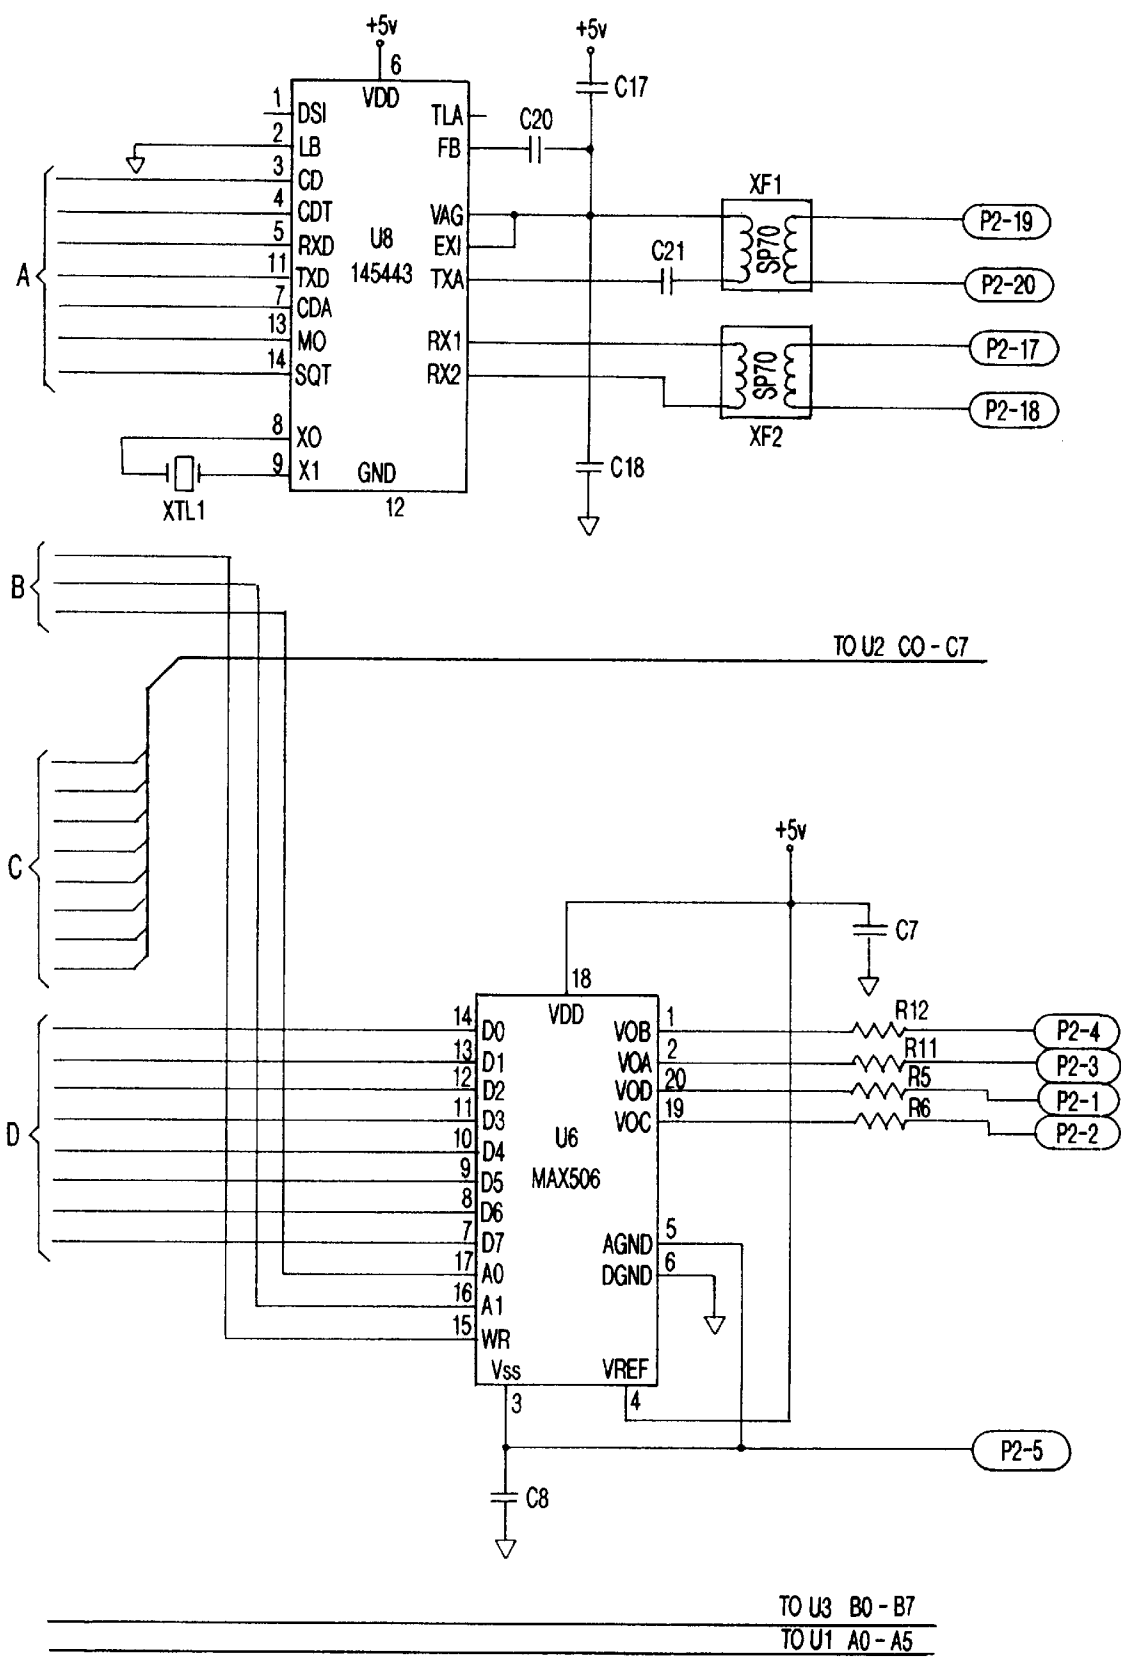 +5v
+5v
6
VDD
C17
1
DSI
TLA
C20
2
LB
FB
3
CD
XF1
4
CDT
VAG
P2-19
5
RXD
U8
EXI
SP70
A
11
TXD
145443
TXA
C21
P2-20
7
CDA
13
MO
RX1
P2-17
14
SQT
RX2
SP70
P2-18
8
XO
XF2
9
X1
GND
C18
XTL1
12
B
TO U2 CO - C7
C
+5v
C7
18
VDD
14
D0
VOB
1
R12
P2-4
13
D1
VOA
2
R11
P2-3
12
D2
VOD
20
R5
P2-1
11
D3
VOC
19
R6
P2-2
D
10
D4
U6
9
D5
MAX506
8
D6
7
D7
AGND
5
17
A0
DGND
6
16
A1
15
WR
Vss
VREF
3
4
P2-5
C8
TO U3 B0 - B7
TO U1 A0 - A5